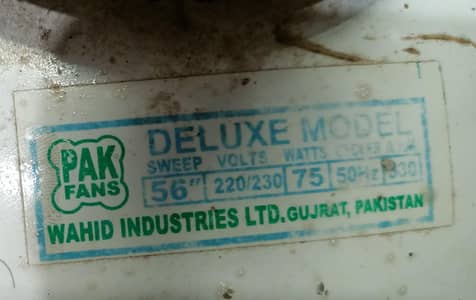 PAK
FANS
DELUXE MODEL
SWEEP VOLTS WATTS
56" 220/230 75 50Hz 330
WAHID INDUSTRIES LTD. GUJRAT, PAKISTAN